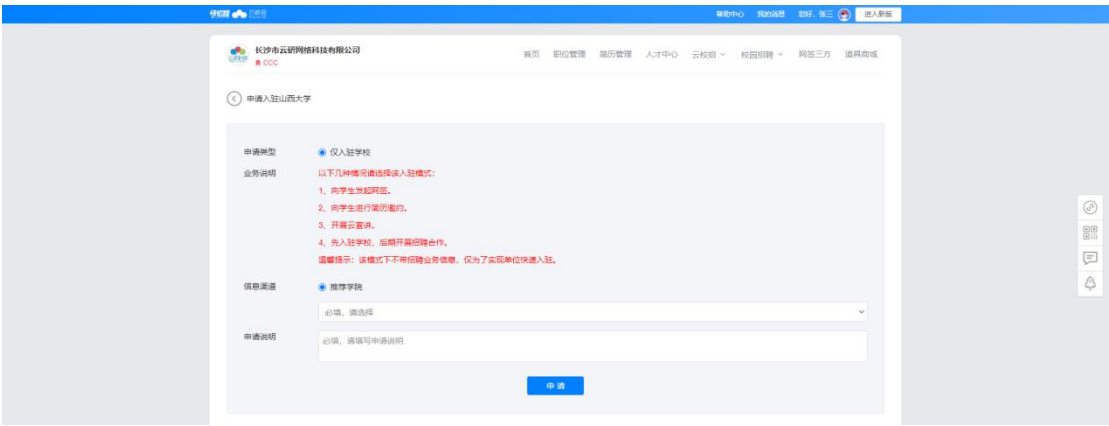 帮助中心 我的消息 您好，张三 进入新版
长沙市云研网络科技有限公司
CCC
首页 职位管理 简历管理 人才中心 云校招 校园招聘 网签三方 道具商城
申请入驻山西大学
申请类型 仅入驻学校
业务说明 以下几种情况请选择该入驻模式：
1、向学生发起网签。
2、向学生进行简历邀约。
3、开展云宣讲。
4、先入驻学校，后期开展招聘合作。
温馨提示：该模式下不带招聘业务信息，仅为了实现单位快速入驻。
信息渠道 推荐学院
必填，请选择
申请说明 必填，请填写申请说明
申 请